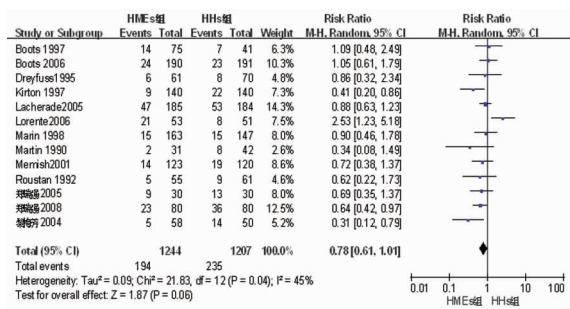 HMEs组 HHs组 Risk Ratio Risk Ratio
Study or Subgroup Events Total Events Total Weight M-H, Random, 95% CI M-H, Random, 95% CI
Boots 1997 14 75 7 41 6.3% 1.09 [0.48, 2.49]
Boots 2006 24 190 23 191 10.2% 1.05 [0.61, 1.79]
Dreyfuss1995 6 61 8 70 5.0% 0.86 [0.32, 2.34]
Kirton 1997 9 140 22 140 7.3% 0.41 [0.20, 0.86]
Lacherade2005 47 185 53 184 14.8% 0.88 [0.63, 1.23]
Lorente2006 21 53 8 51 7.6% 2.53 [1.23, 5.18]
Marin 1998 15 163 15 147 8.1% 0.90 [0.46, 1.78]
Martin 1990 2 31 8 42 2.7% 0.34 [0.08, 1.49]
Memish2001 14 123 19 120 8.5% 0.72 [0.38, 1.37]
Roustan 1992 5 55 9 61 4.6% 0.62 [0.22, 1.73]
2005 9 30 13 30 8.2% 0.69 [0.35, 1.37]
2008 23 80 36 80 12.5% 0.64 [0.42, 0.97]
2004 5 58 14 50 5.1% 0.31 [0.12, 0.79]
Total (95% CI) 1244 1207 100.0% 0.78 [0.61, 1.01]
Total events 194 235
Heterogeneity: Tau² = 0.09; Chi² = 21.83, df = 12 (P = 0.04); I² = 45%
Test for overall effect: Z = 1.87 (P = 0.06)
0.01 0.1 1 10 100
HMEs组 HHs组